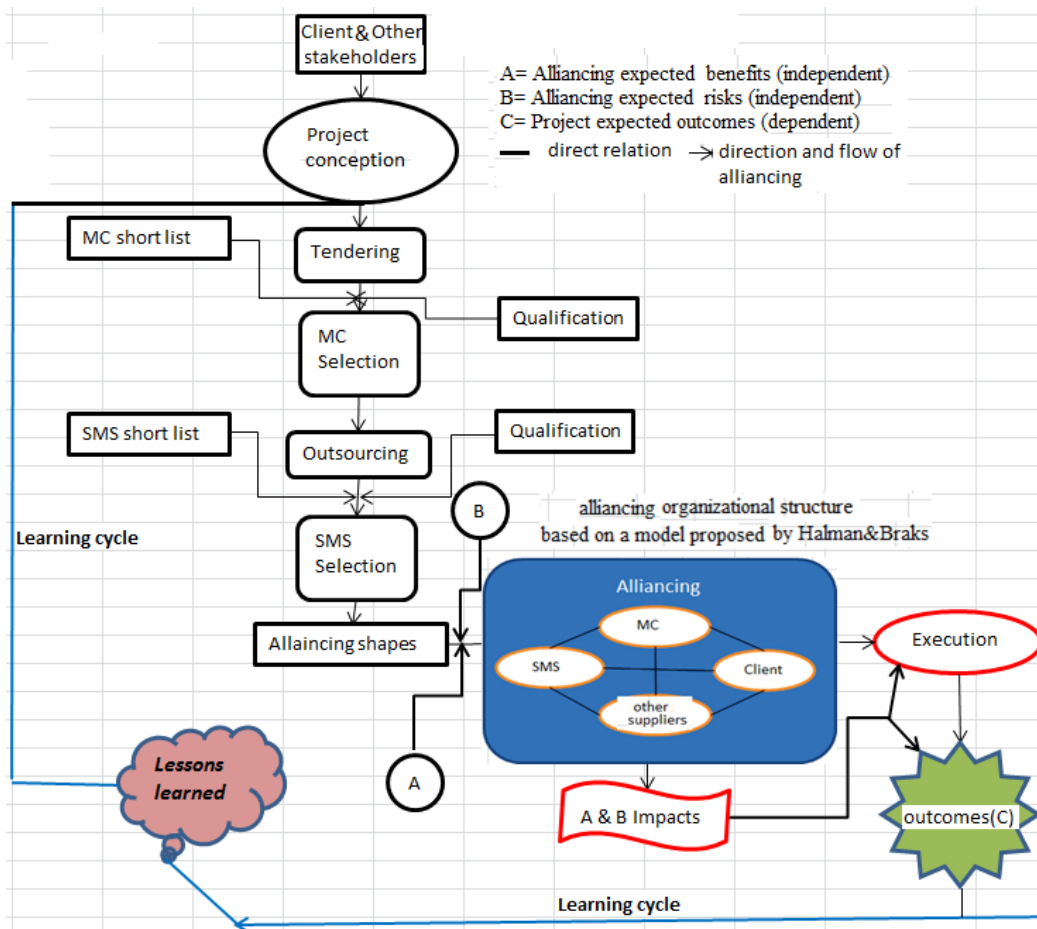 Client & Other
stakeholders
A= Alliancing expected benefits (independent)
B= Alliancing expected risks (independent)
C= Project expected outcomes (dependent)
direct relation
direction and flow of
alliancing
Project
conception
MC short list
Tendering
Qualification
MC
Selection
SMS short list
Qualification
Outsourcing
B
alliancing organizational structure
based on a model proposed by Halman&Braks
Learning cycle
SMS
Selection
Alliancing
MC
Allaincing shapes
Execution
SMS
Client
other
suppliers
Lessons
learned
A
A & B Impacts
outcomes(C)
Learning cycle